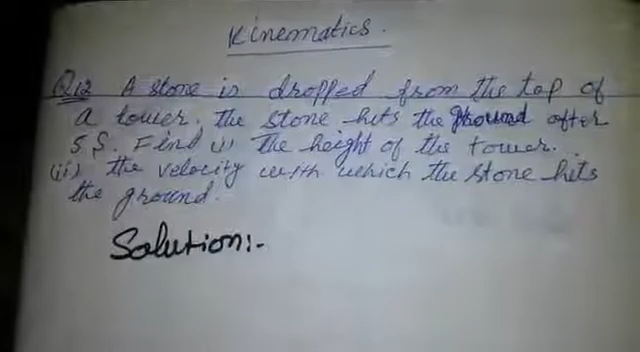 Kinematics.
Q12 A stone is dropped from the top of
a tower. the stone hits the ground after
5 S. Find (i) The height of the tower.
(ii) the velocity with which the stone hits
the ground.
Solution:-